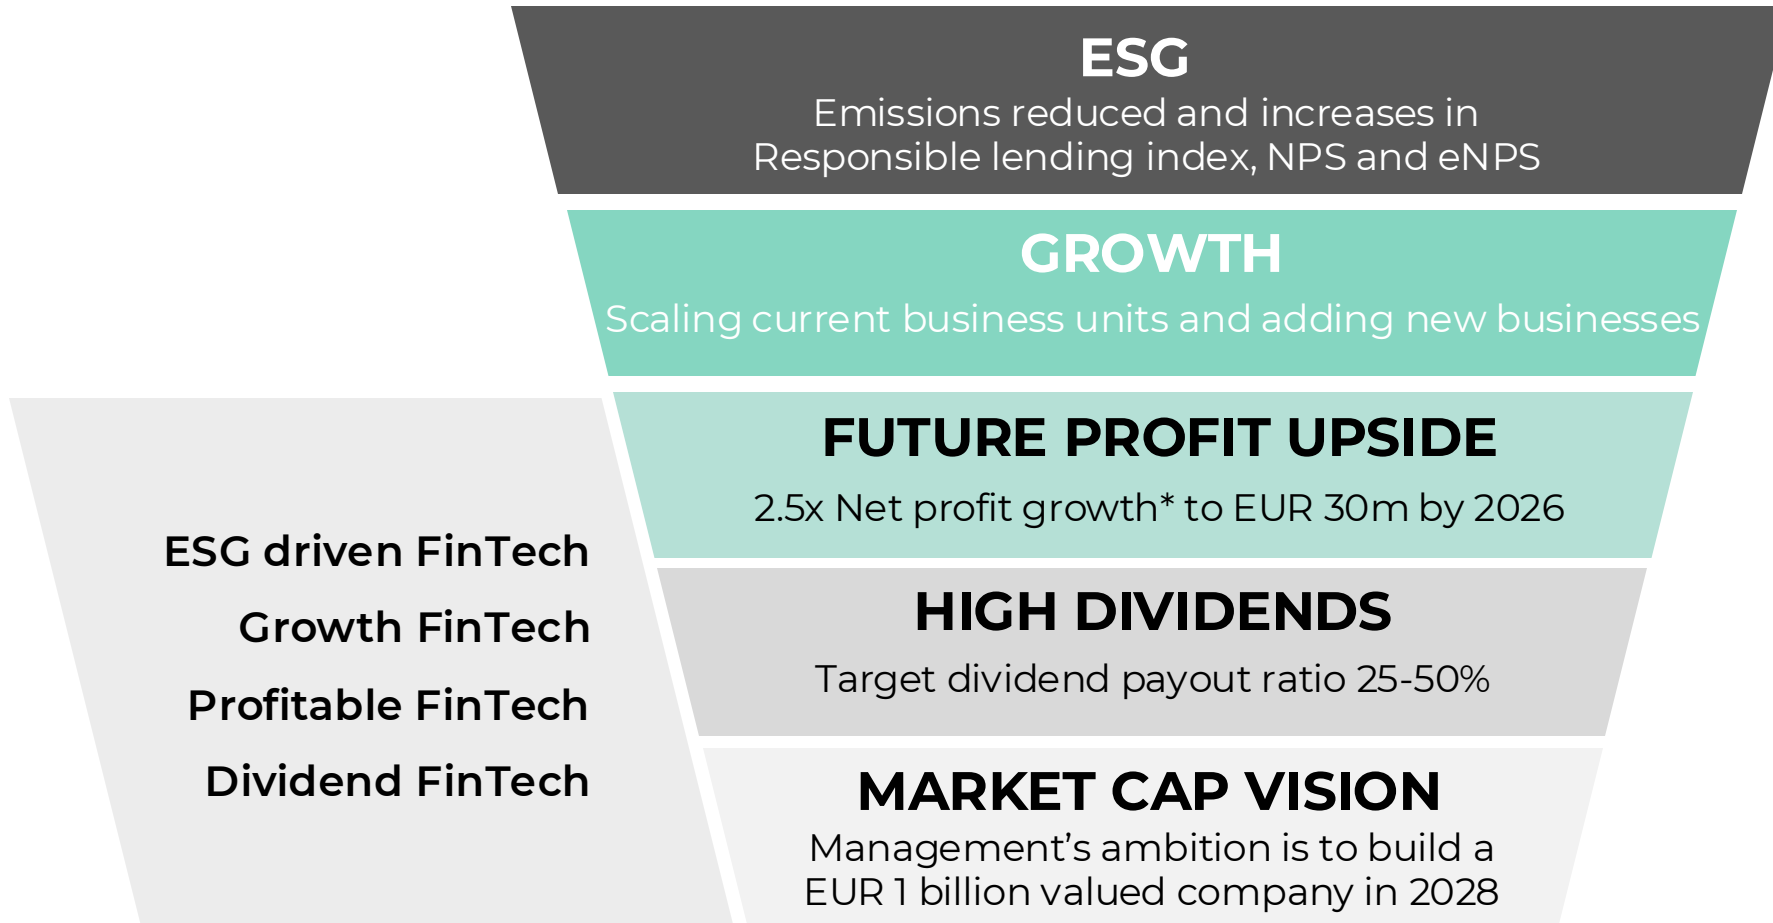 ESG
Emissions reduced and increases in
Responsible lending index, NPS and eNPS
GROWTH
Scaling current business units and adding new businesses
FUTURE PROFIT UPSIDE
2.5x Net profit growth* to EUR 30m by 2026
HIGH DIVIDENDS
Target dividend payout ratio 25-50%
MARKET CAP VISION
Management’s ambition is to build a
EUR 1 billion valued company in 2028
ESG driven FinTech
Growth FinTech
Profitable FinTech
Dividend FinTech